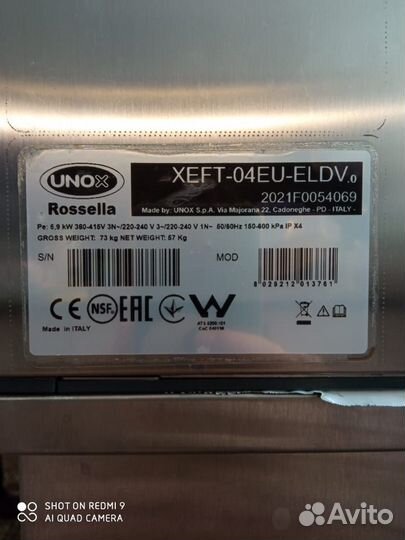 UNOX
Rossella
XEFT-04EU-ELDV.0
2021F0054069
Made by: UNOX S.p.A. Via Majorana 22, Cadoneghe - PD - ITALY -
Pe: 6,9 kW 380-415V 3N~/220-240 V 3~/220-240 V 1N~ 50/60Hz 150-600 kPa IP X4
GROSS WEIGHT: 73 kg NET WEIGHT: 57 Kg
S/N
MOD
8 029212 013761
CE NSF. EAC W
Made in ITALY
SHOT ON REDMI 9
AI QUAD CAMERA
Avito